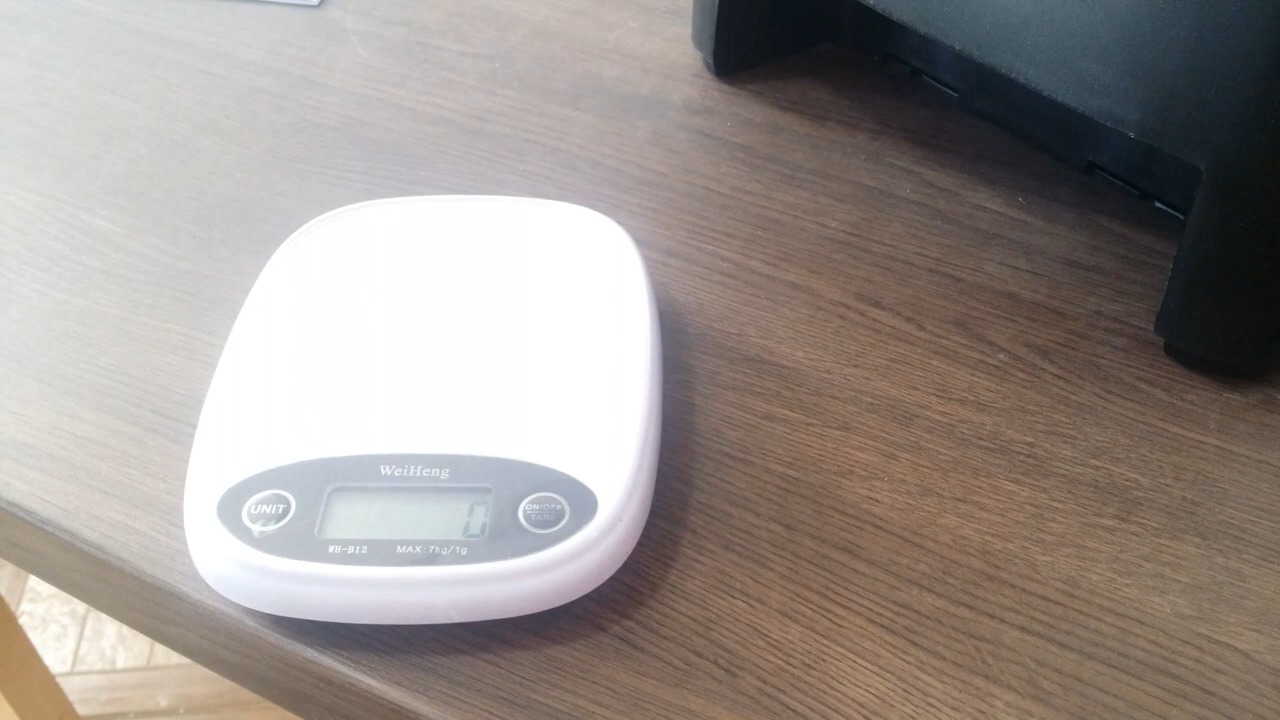 WeiHeng
UNIT
0
ON/OFF
TARE
WH-B12
MAX: 7kg/1g